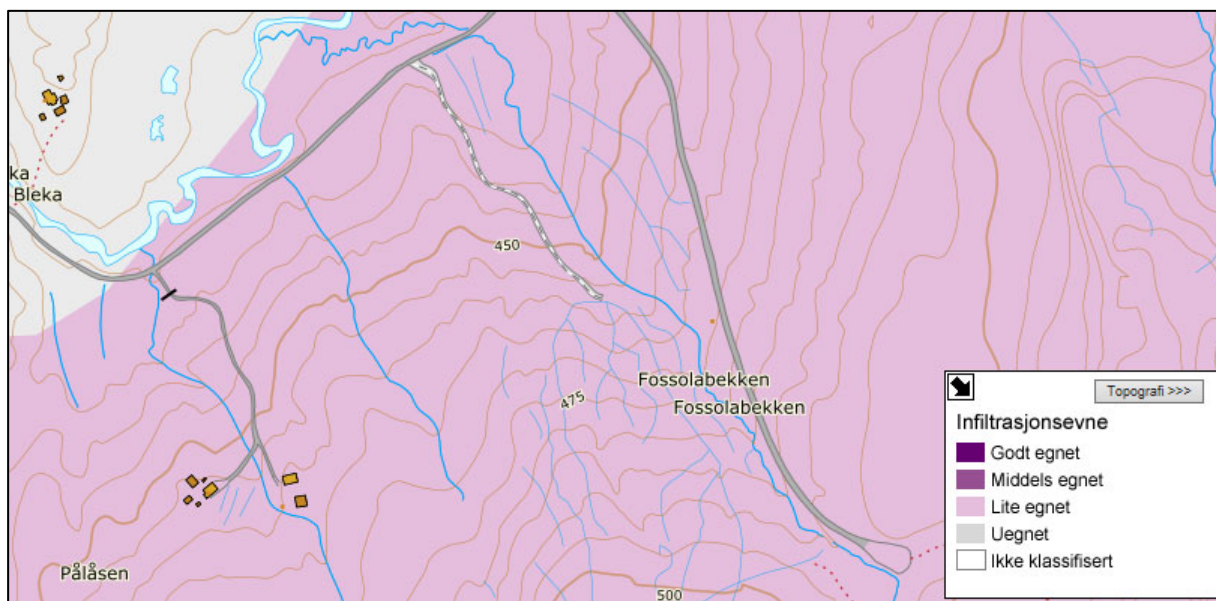 ka
Bleka
450
Fossolabekken
475
Fossolabekken
Pålåsen
500
Topografi >>>
Infiltrasjonsevne
Godt egnet
Middels egnet
Lite egnet
Uegnet
Ikke klassifisert